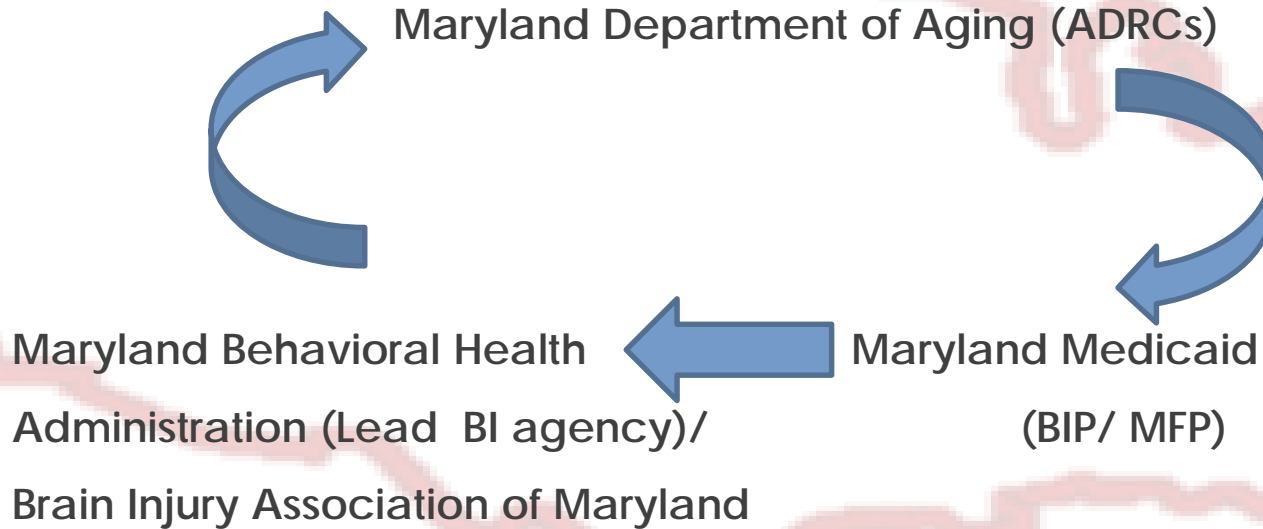 Maryland Department of Aging (ADRCs)
Maryland Behavioral Health
Maryland Medicaid
Administration (Lead BI agency)/
(BIP/ MFP)
Brain Injury Association of Maryland